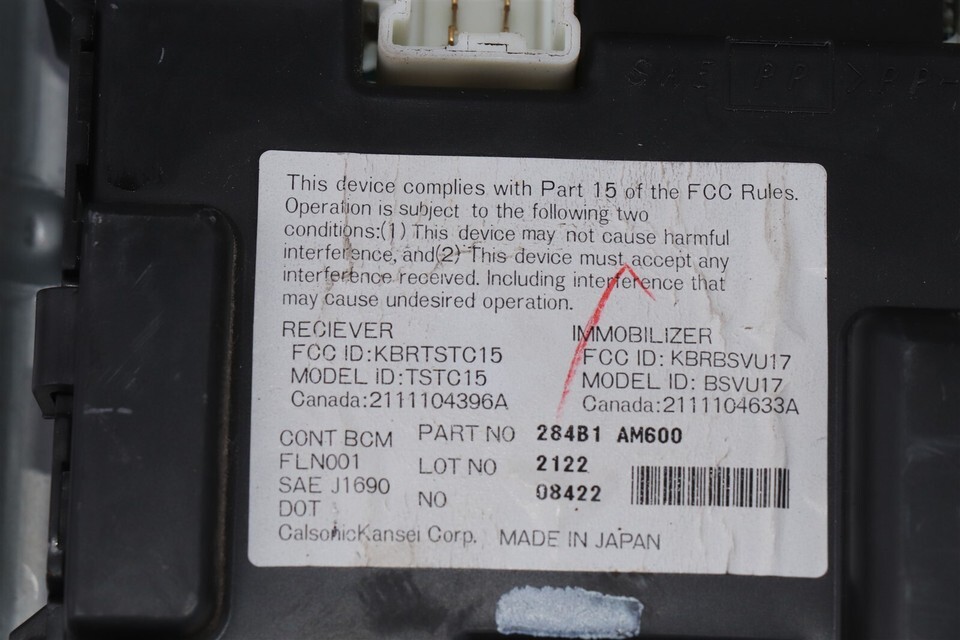 PP
This device complies with Part 15 of the FCC Rules.
Operation is subject to the following two
conditions:(1) This device may not cause harmful
interference, and(2) This device must accept any
interference received. Including interference that
may cause undesired operation.
RECIEVER
FCC ID:KBRTSTC15
MODEL ID:TSTC15
Canada:2111104396A
IMMOBILIZER
FCC ID: KBRBSVU17
MODEL ID: BSVU17
Canada:2111104633A
CONT BCM
FLN001
SAE J1690
DOT
PART NO 284B1 AM600
LOT NO 2122
NO 08422
CalsonicKansei Corp. MADE IN JAPAN